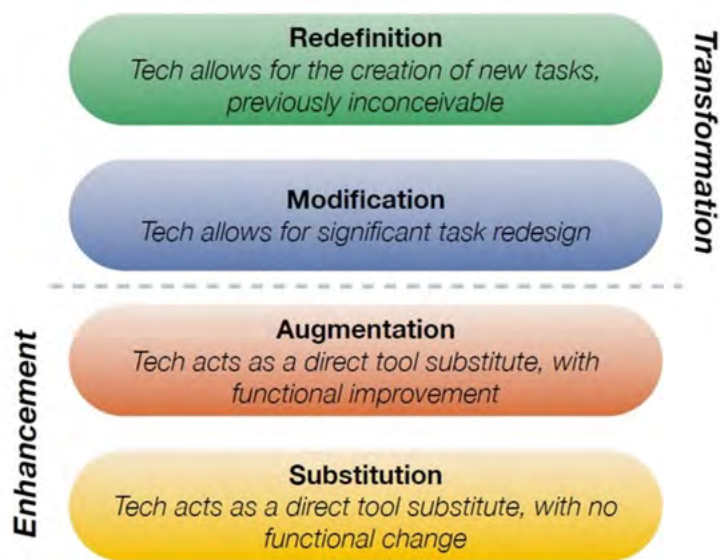 Redefinition
Tech allows for the creation of new tasks,
previously inconceivable
Transformation
Modification
Tech allows for significant task redesign
Augmentation
Tech acts as a direct tool substitute, with
functional improvement
Enhancement
Substitution
Tech acts as a direct tool substitute, with no
functional change